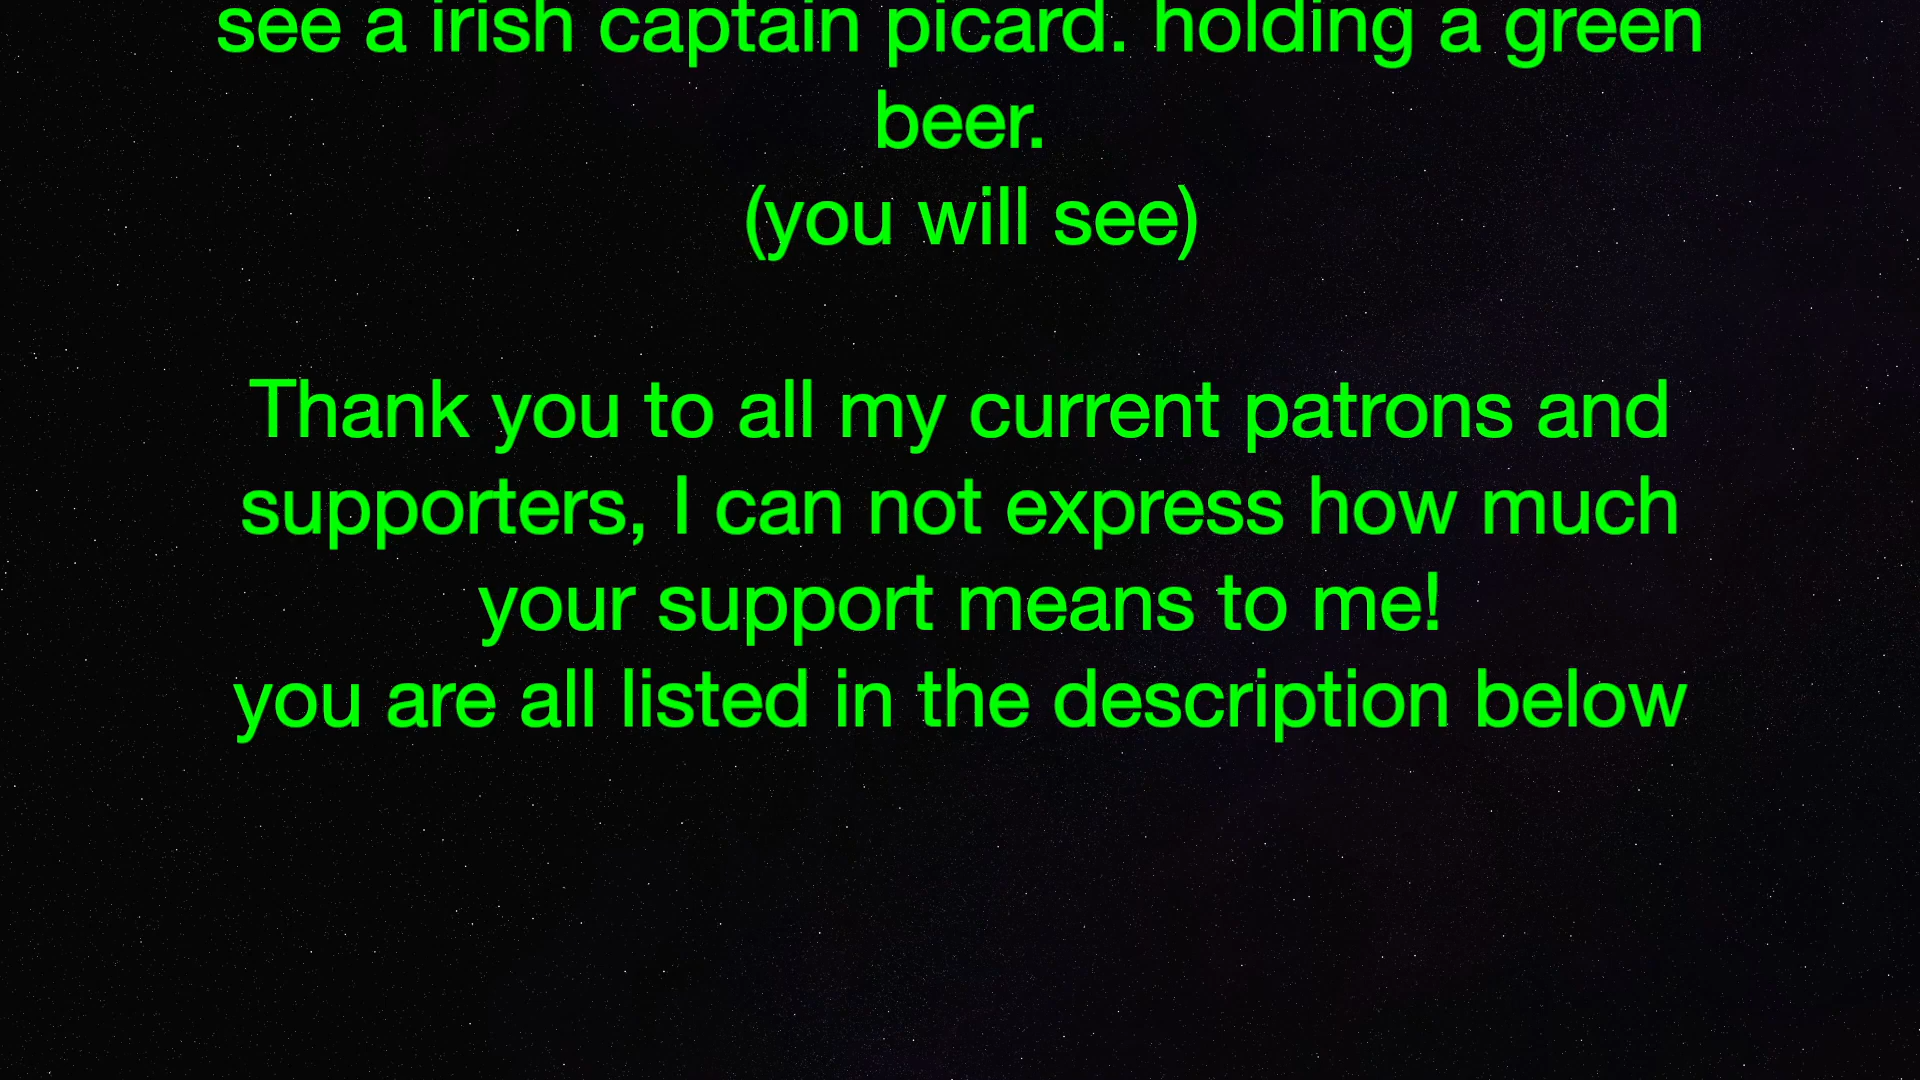 see a irish captain picard. holding a green
beer.
(you will see)
Thank you to all my current patrons and
supporters, I can not express how much
your support means to me!
you are all listed in the description below